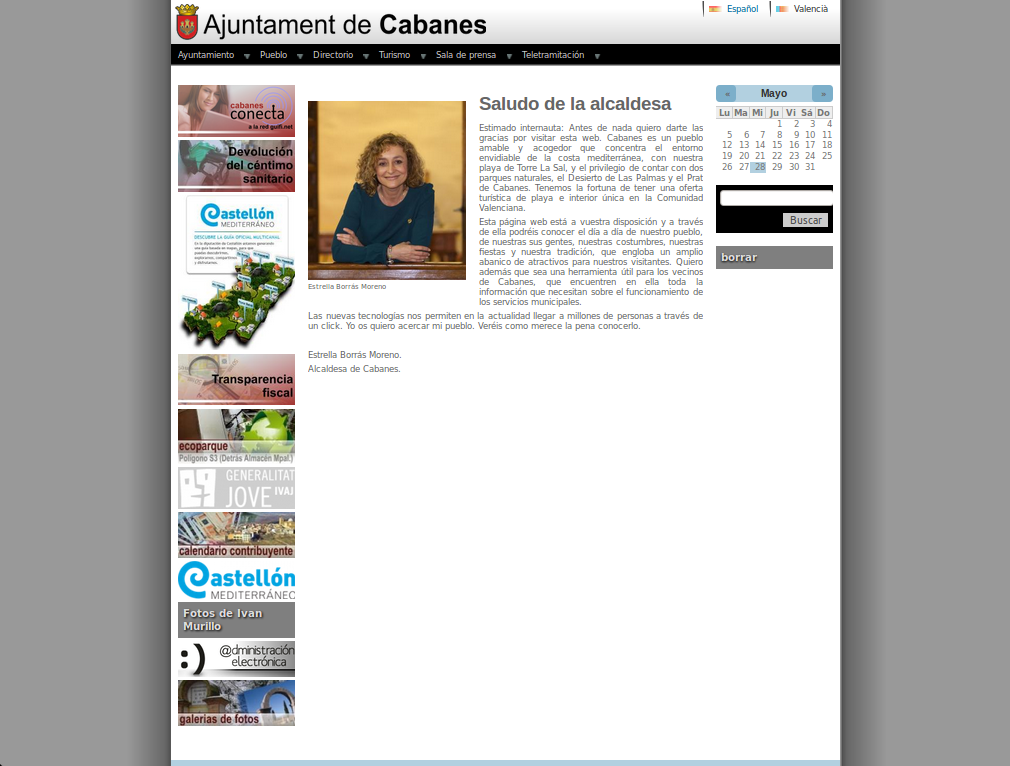 Ajuntament de Cabanes
Español
Valencià
Ayuntamiento
Pueblo
Directorio
Turismo
Sala de prensa
Teletramitación
cabanes
conecta
a la red guifi.net
Devolución
del céntimo
sanitario
Castellón
MEDITERRÁNEO
DESCUBRE LA GUÍA OFICIAL MULTICANAL
Transparencia
fiscal
ecoparque
Polígono S3 (Detrás Almacén Mpal.)
GENERALITAT
JOVE IVAJ
calendario contribuyente
Castellón
MEDITERRÁNEO
Fotos de Ivan
Murillo
:) @dministración
electrónica
galerias de fotos
Estrella Borrás Moreno
Saludo de la alcaldesa
Estimado internauta: Antes de nada quiero darte las
gracias por visitar esta web. Cabanes es un pueblo
amable y acogedor que concentra el entorno
envidiable de la costa mediterránea, con nuestra
playa de Torre La Sal, y el privilegio de contar con dos
parques naturales, el Desierto de Las Palmas y el Prat
de Cabanes. Tenemos la fortuna de tener una oferta
turística de playa e interior única en la Comunidad
Valenciana.
Esta página web está a vuestra disposición y a través
de ella podréis conocer el día a día de nuestro pueblo,
de nuestras sus gentes, nuestras costumbres, nuestras
fiestas y nuestra tradición, que engloba un amplio
abanico de atractivos para nuestros visitantes. Quiero
además que sea una herramienta útil para los vecinos
de Cabanes, que encuentren en ella toda la
información que necesitan sobre el funcionamiento de
los servicios municipales.
Las nuevas tecnologías nos permiten en la actualidad llegar a millones de personas a través de
un click. Yo os quiero acercar mi pueblo. Veréis como merece la pena conocerlo.
Estrella Borrás Moreno.
Alcaldesa de Cabanes.
« Mayo »
Lu Ma Mi Ju Vi Sá Do
1 2 3 4
5 6 7 8 9 10 11
12 13 14 15 16 17 18
19 20 21 22 23 24 25
26 27 28 29 30 31
Buscar
borrar